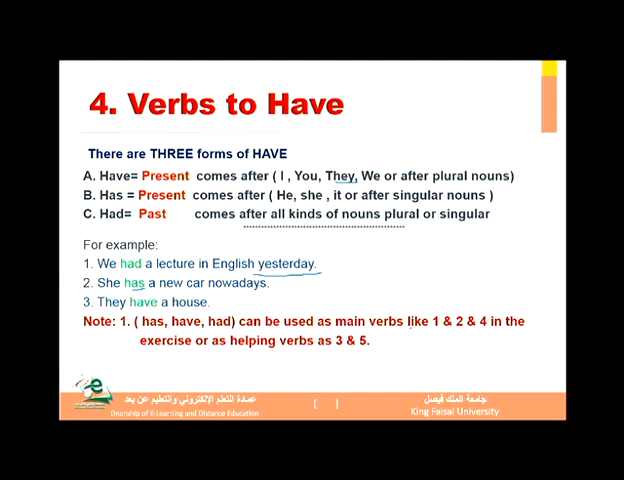 4. Verbs to Have
There are THREE forms of HAVE
A. Have= Present comes after ( I , You, They, We or after plural nouns)
B. Has = Present comes after ( He, she , it or after singular nouns )
C. Had= Past comes after all kinds of nouns plural or singular
For example:
1. We had a lecture in English yesterday.
2. She has a new car nowadays.
3. They have a house.
Note: 1. ( has, have, had) can be used as main verbs like 1 & 2 & 4 in the
exercise or as helping verbs as 3 & 5.
عمادة التعلم الإلكتروني والتعليم عن بعد
Deanship of E-Learning and Distance Education
[ ]
جامعة الملك فيصل
King Faisal University